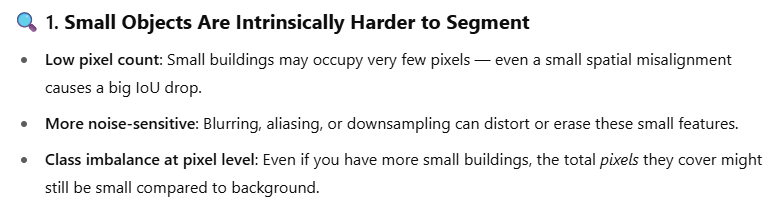 🔍 1. Small Objects Are Intrinsically Harder to Segment
• Low pixel count: Small buildings may occupy very few pixels — even a small spatial misalignment
causes a big IoU drop.
• More noise-sensitive: Blurring, aliasing, or downsampling can distort or erase these small features.
• Class imbalance at pixel level: Even if you have more small buildings, the total pixels they cover might
still be small compared to background.